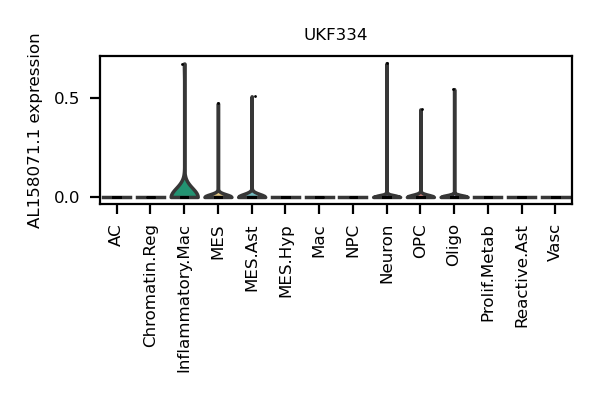 UKF334
AL158071.1 expression
0.5
0.0
AC
Chromatin.Reg
Inflammatory.Mac
MES
MES.Ast
MES.Hyp
Mac
NPC
Neuron
OPC
Oligo
Prolif.Metab
Reactive.Ast
Vasc